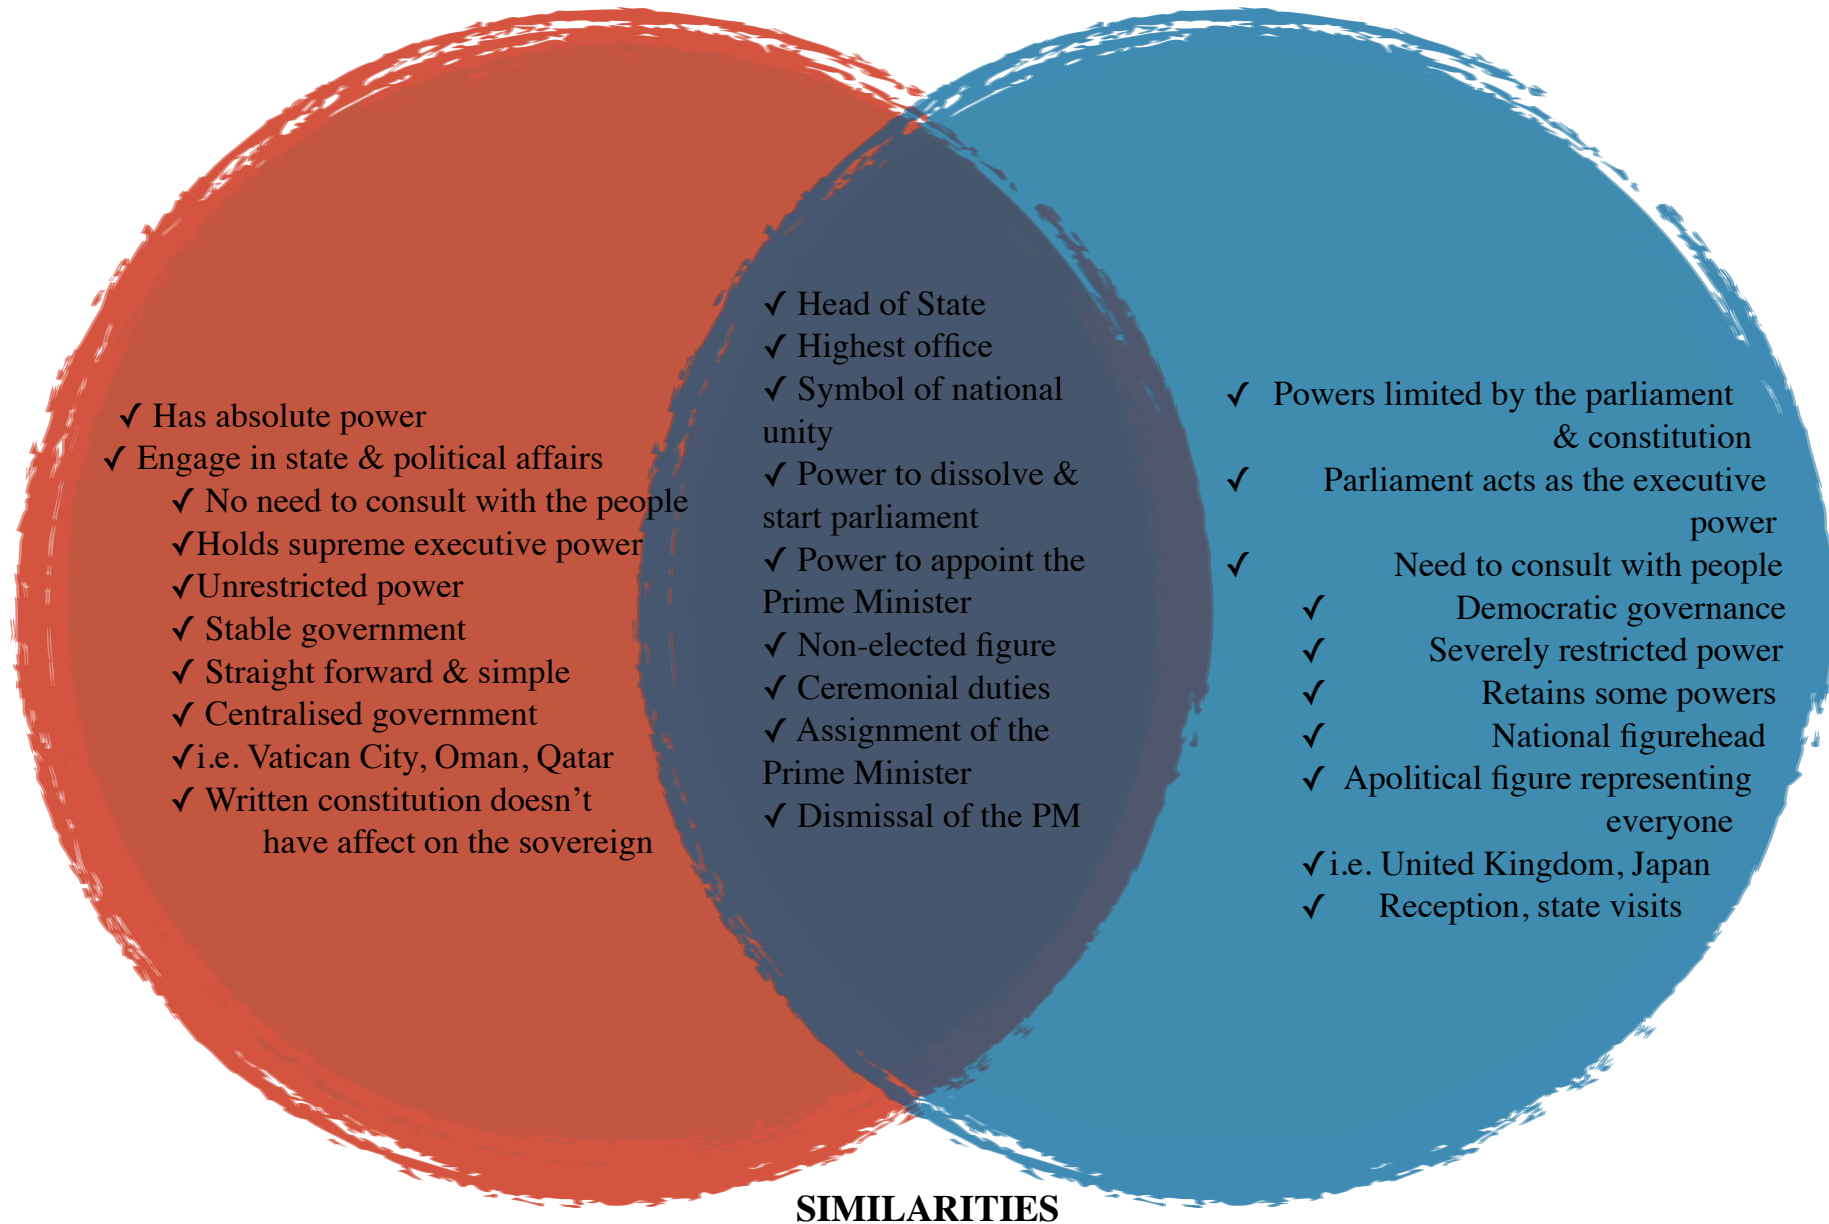 ✓ Has absolute power
✓ Engage in state & political affairs
✓ No need to consult with the people
✓Holds supreme executive power
✓Unrestricted power
✓ Stable government
✓ Straight forward & simple
✓ Centralised government
✓i.e. Vatican City, Oman, Qatar
✓ Written constitution doesn’t
have affect on the sovereign
✓ Head of State
✓ Highest office
✓ Symbol of national
unity
✓ Power to dissolve &
start parliament
✓ Power to appoint the
Prime Minister
✓ Non-elected figure
✓ Ceremonial duties
✓ Assignment of the
Prime Minister
✓ Dismissal of the PM
✓ Powers limited by the parliament
& constitution
✓ Parliament acts as the executive
power
✓ Need to consult with people
✓ Democratic governance
✓ Severely restricted power
✓ Retains some powers
✓ National figurehead
✓ Apolitical figure representing
everyone
✓i.e. United Kingdom, Japan
✓ Reception, state visits
SIMILARITIES